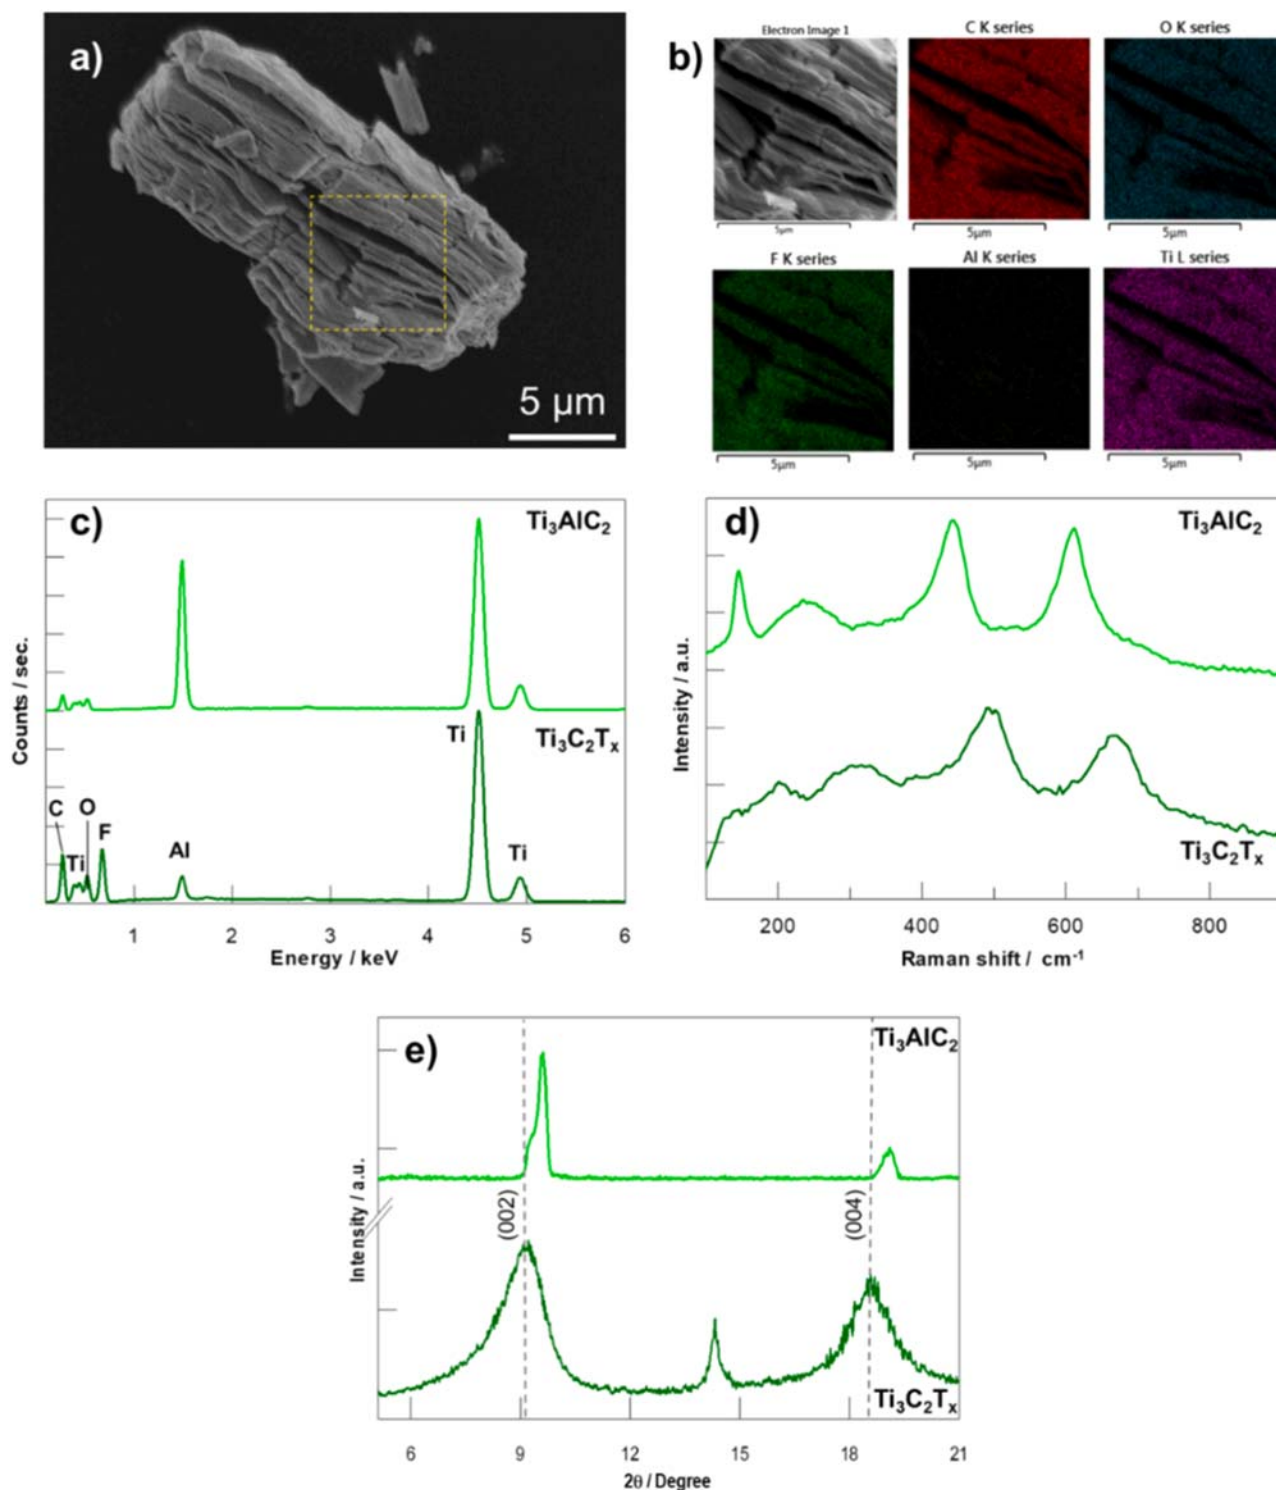 a)
5 µm
b)
Electron Image 1
C K series
O K series
5µm
5µm
5µm
F K series
Al K series
Ti L series
5µm
5µm
5µm
c)
Ti₃AlC₂
Ti₃C₂Tₓ
Counts / sec.
C
O
Ti
F
Al
Ti
Ti
1
2
3
4
5
6
Energy / keV
d)
Ti₃AlC₂
Ti₃C₂Tₓ
Intensity / a.u.
200
400
600
800
Raman shift / cm⁻¹
e)
Ti₃AlC₂
(002)
(004)
Intensity / a.u.
Ti₃C₂Tₓ
6
9
12
15
18
21
2θ / Degree